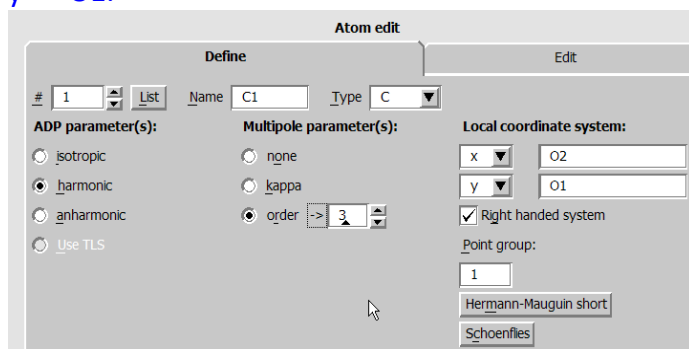 Atom edit
Define Edit
# 1 List Name C1 Type C
ADP parameter(s): Multipole parameter(s): Local coordinate system:
isotropic none x O2
harmonic kappa y O1
anharmonic order -> 3 Right handed system
Use TLS Point group:
1
Hermann-Mauguin short
Schoenflies